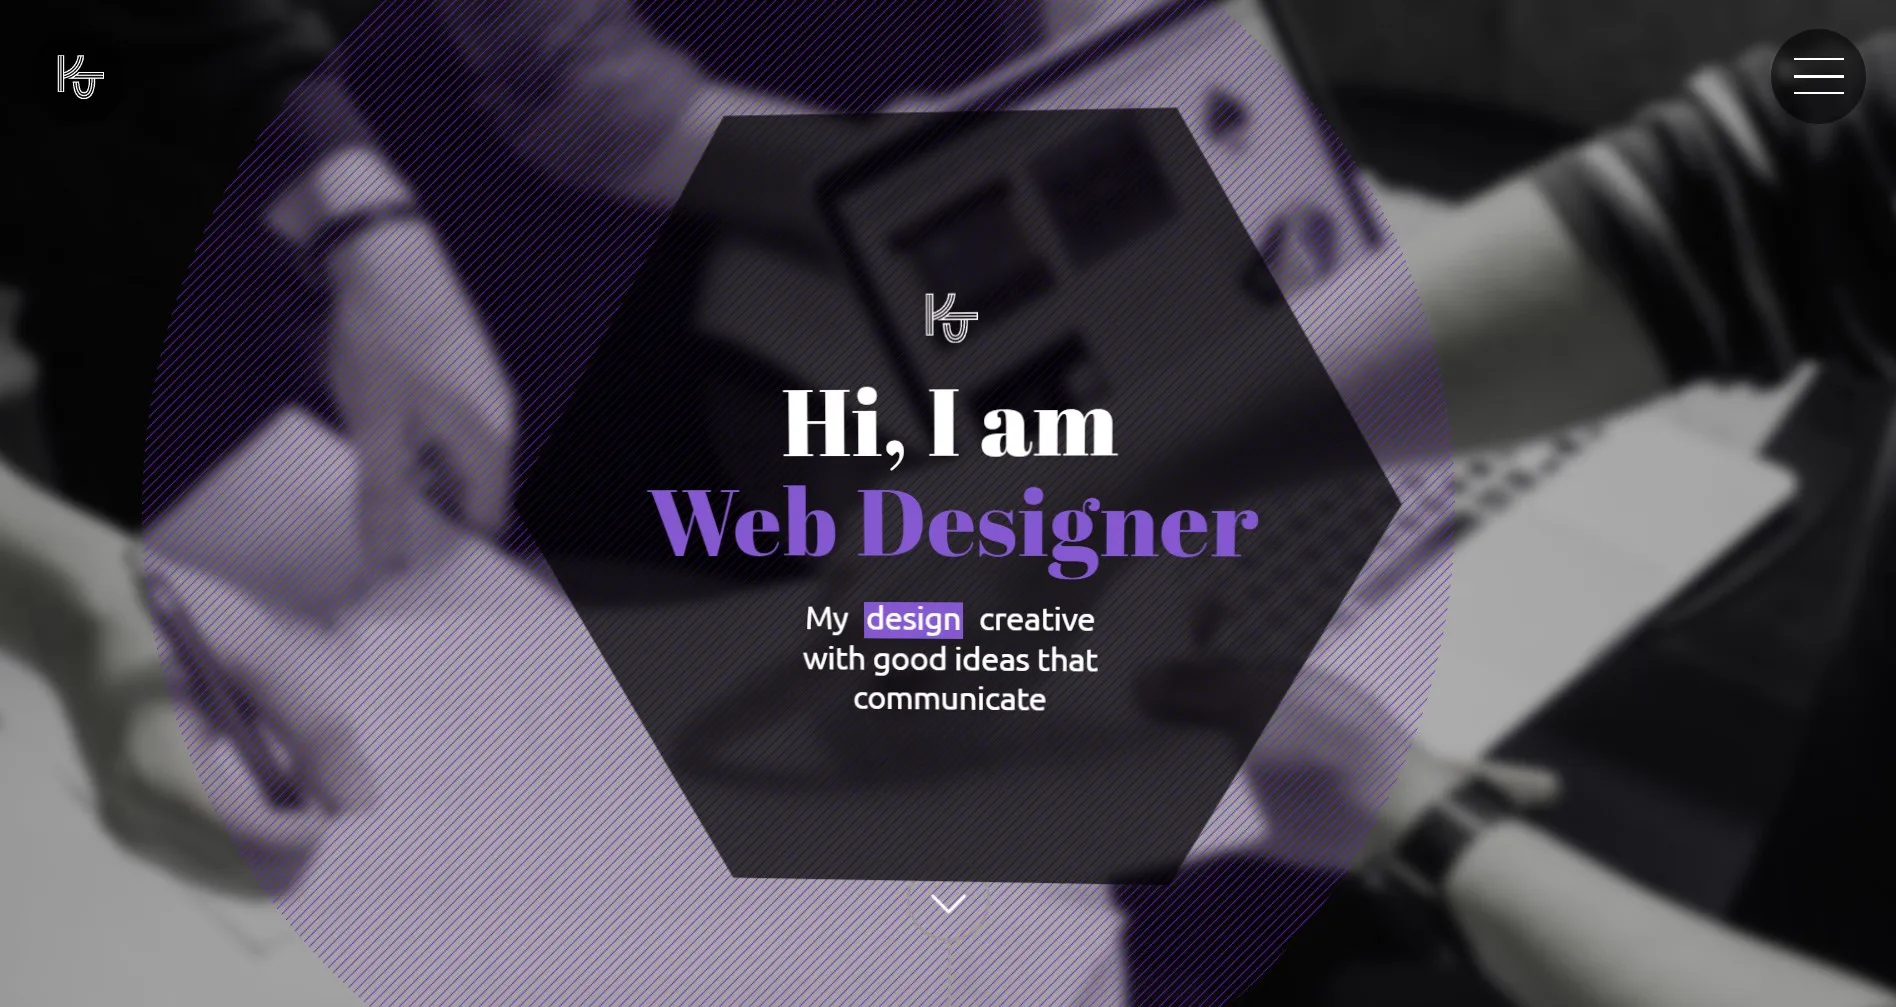 KJ
KJ
Hi, I am
Web Designer
My design creative
with good ideas that
communicate